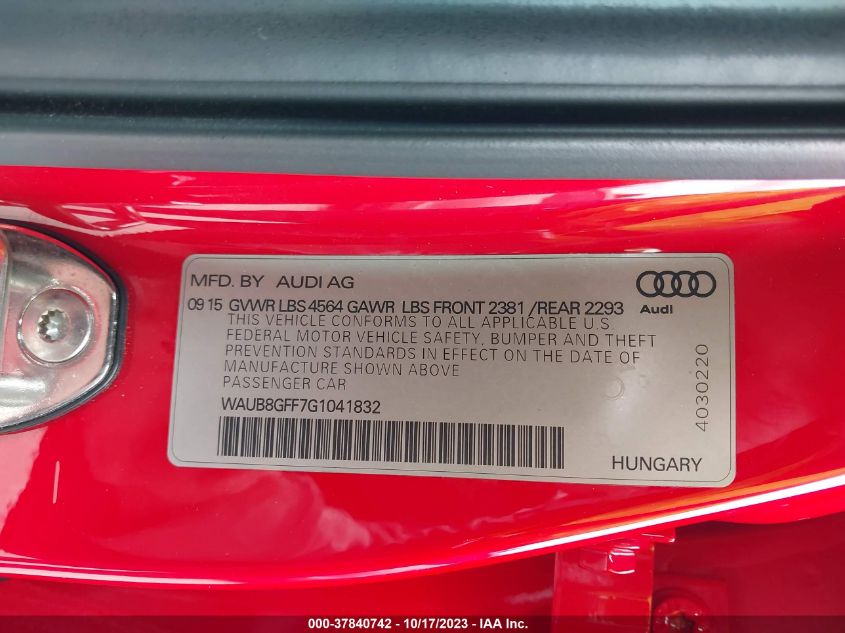 MFD. BY AUDI AG
09 15 GVWR LBS 4564 GAWR LBS FRONT 2381 /REAR 2293
THIS VEHICLE CONFORMS TO ALL APPLICABLE U.S
FEDERAL MOTOR VEHICLE SAFETY, BUMPER AND THEFT
PREVENTION STANDARDS IN EFFECT ON THE DATE OF
MANUFACTURE SHOWN ABOVE
PASSENGER CAR
WAUB8GFF7G1041832
Audi
4030220
HUNGARY
000-37840742 / 10/17/2023 - IAA Inc.